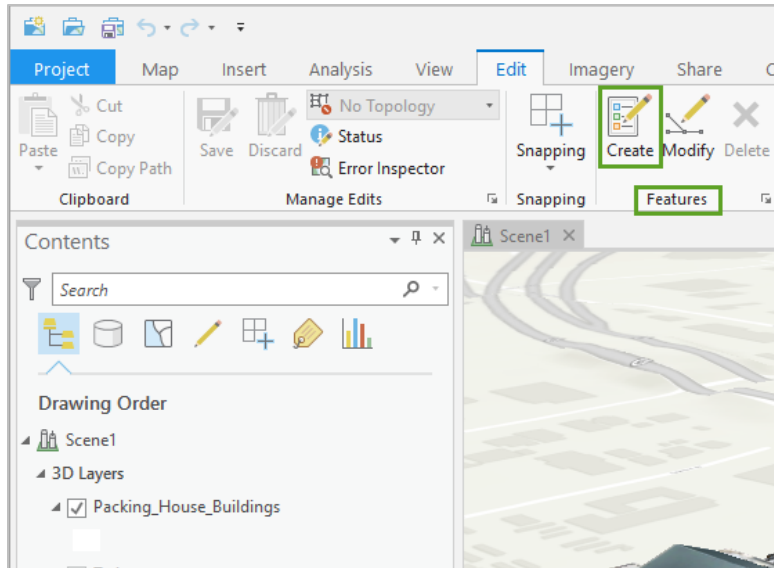 Project Map Insert Analysis View Edit Imagery Share
Paste
Cut
Copy
Copy Path
Clipboard
Save Discard
No Topology
Status
Error Inspector
Manage Edits
Snapping
Snapping
Create Modify Delete
Features
Contents
Scene1
Search
Drawing Order
Scene1
3D Layers
Packing_House_Buildings